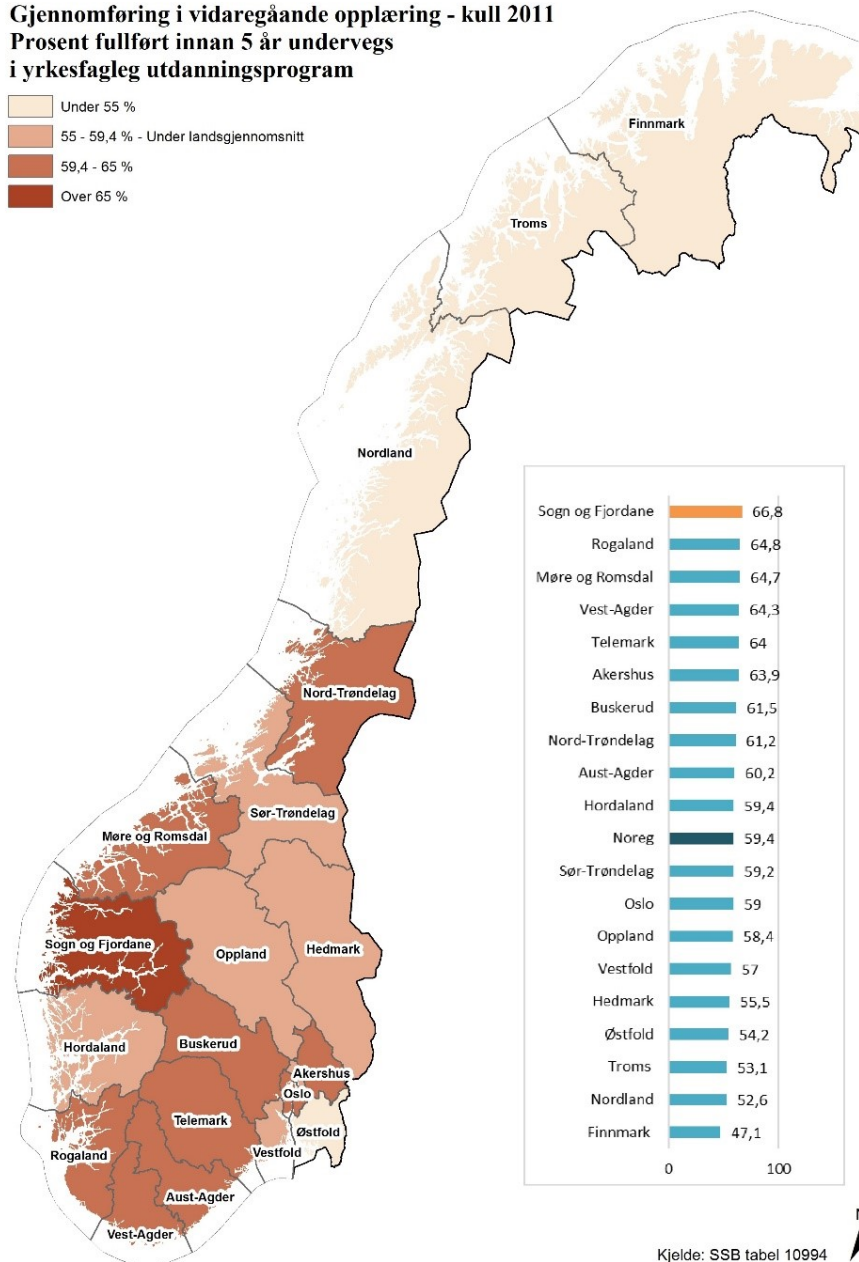 Gjennomføring i vidaregåande opplæring - kull 2011
Prosent fullført innan 5 år undervegs
i yrkesfagleg utdanningsprogram
Under 55 %
55 - 59,4 % - Under landsgjennomsnitt
59,4 - 65 %
Over 65 %
Finnmark
Troms
Nordland
Nord-Trøndelag
Sør-Trøndelag
Møre og Romsdal
Sogn og Fjordane
Oppland
Hedmark
Hordaland
Buskerud
Akershus
Oslo
Telemark
Østfold
Vestfold
Rogaland
Aust-Agder
Vest-Agder
Sogn og Fjordane 66,8
Rogaland 64,8
Møre og Romsdal 64,7
Vest-Agder 64,3
Telemark 64
Akershus 63,9
Buskerud 61,5
Nord-Trøndelag 61,2
Aust-Agder 60,2
Hordaland 59,4
Noreg 59,4
Sør-Trøndelag 59,2
Oslo 59
Oppland 58,4
Vestfold 57
Hedmark 55,5
Østfold 54,2
Troms 53,1
Nordland 52,6
Finnmark 47,1
0 100
Kjelde: SSB tabel 10994